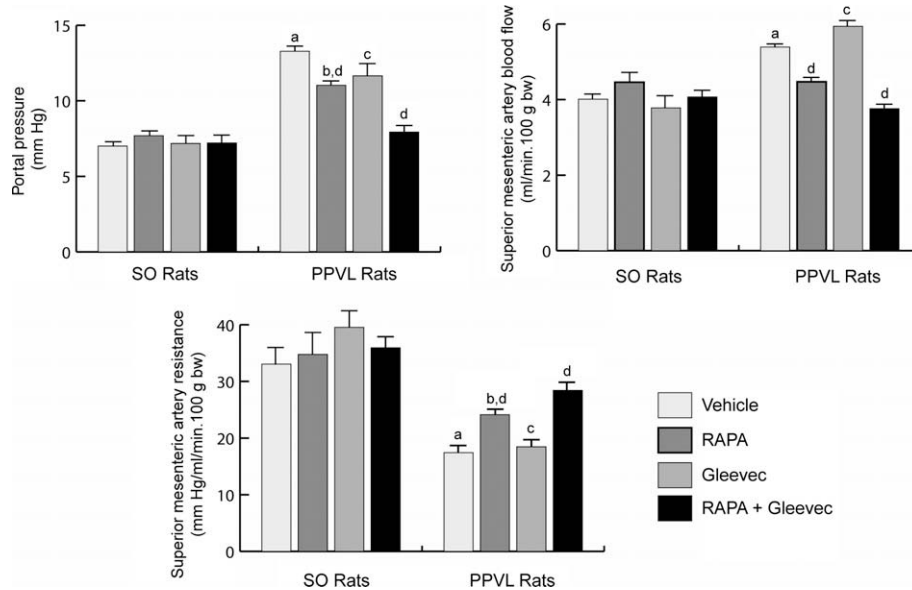 Portal pressure
(mm Hg)
15
10
5
0
a
b,d
c
d
SO Rats
PPVL Rats
Superior mesenteric artery blood flow
(ml/min.100 g bw)
6
4
2
0
a
d
c
d
SO Rats
PPVL Rats
Superior mesenteric artery resistance
(mm Hg/ml/min.100 g bw)
40
30
20
10
0
a
b,d
c
d
SO Rats
PPVL Rats
Vehicle
RAPA
Gleevec
RAPA + Gleevec